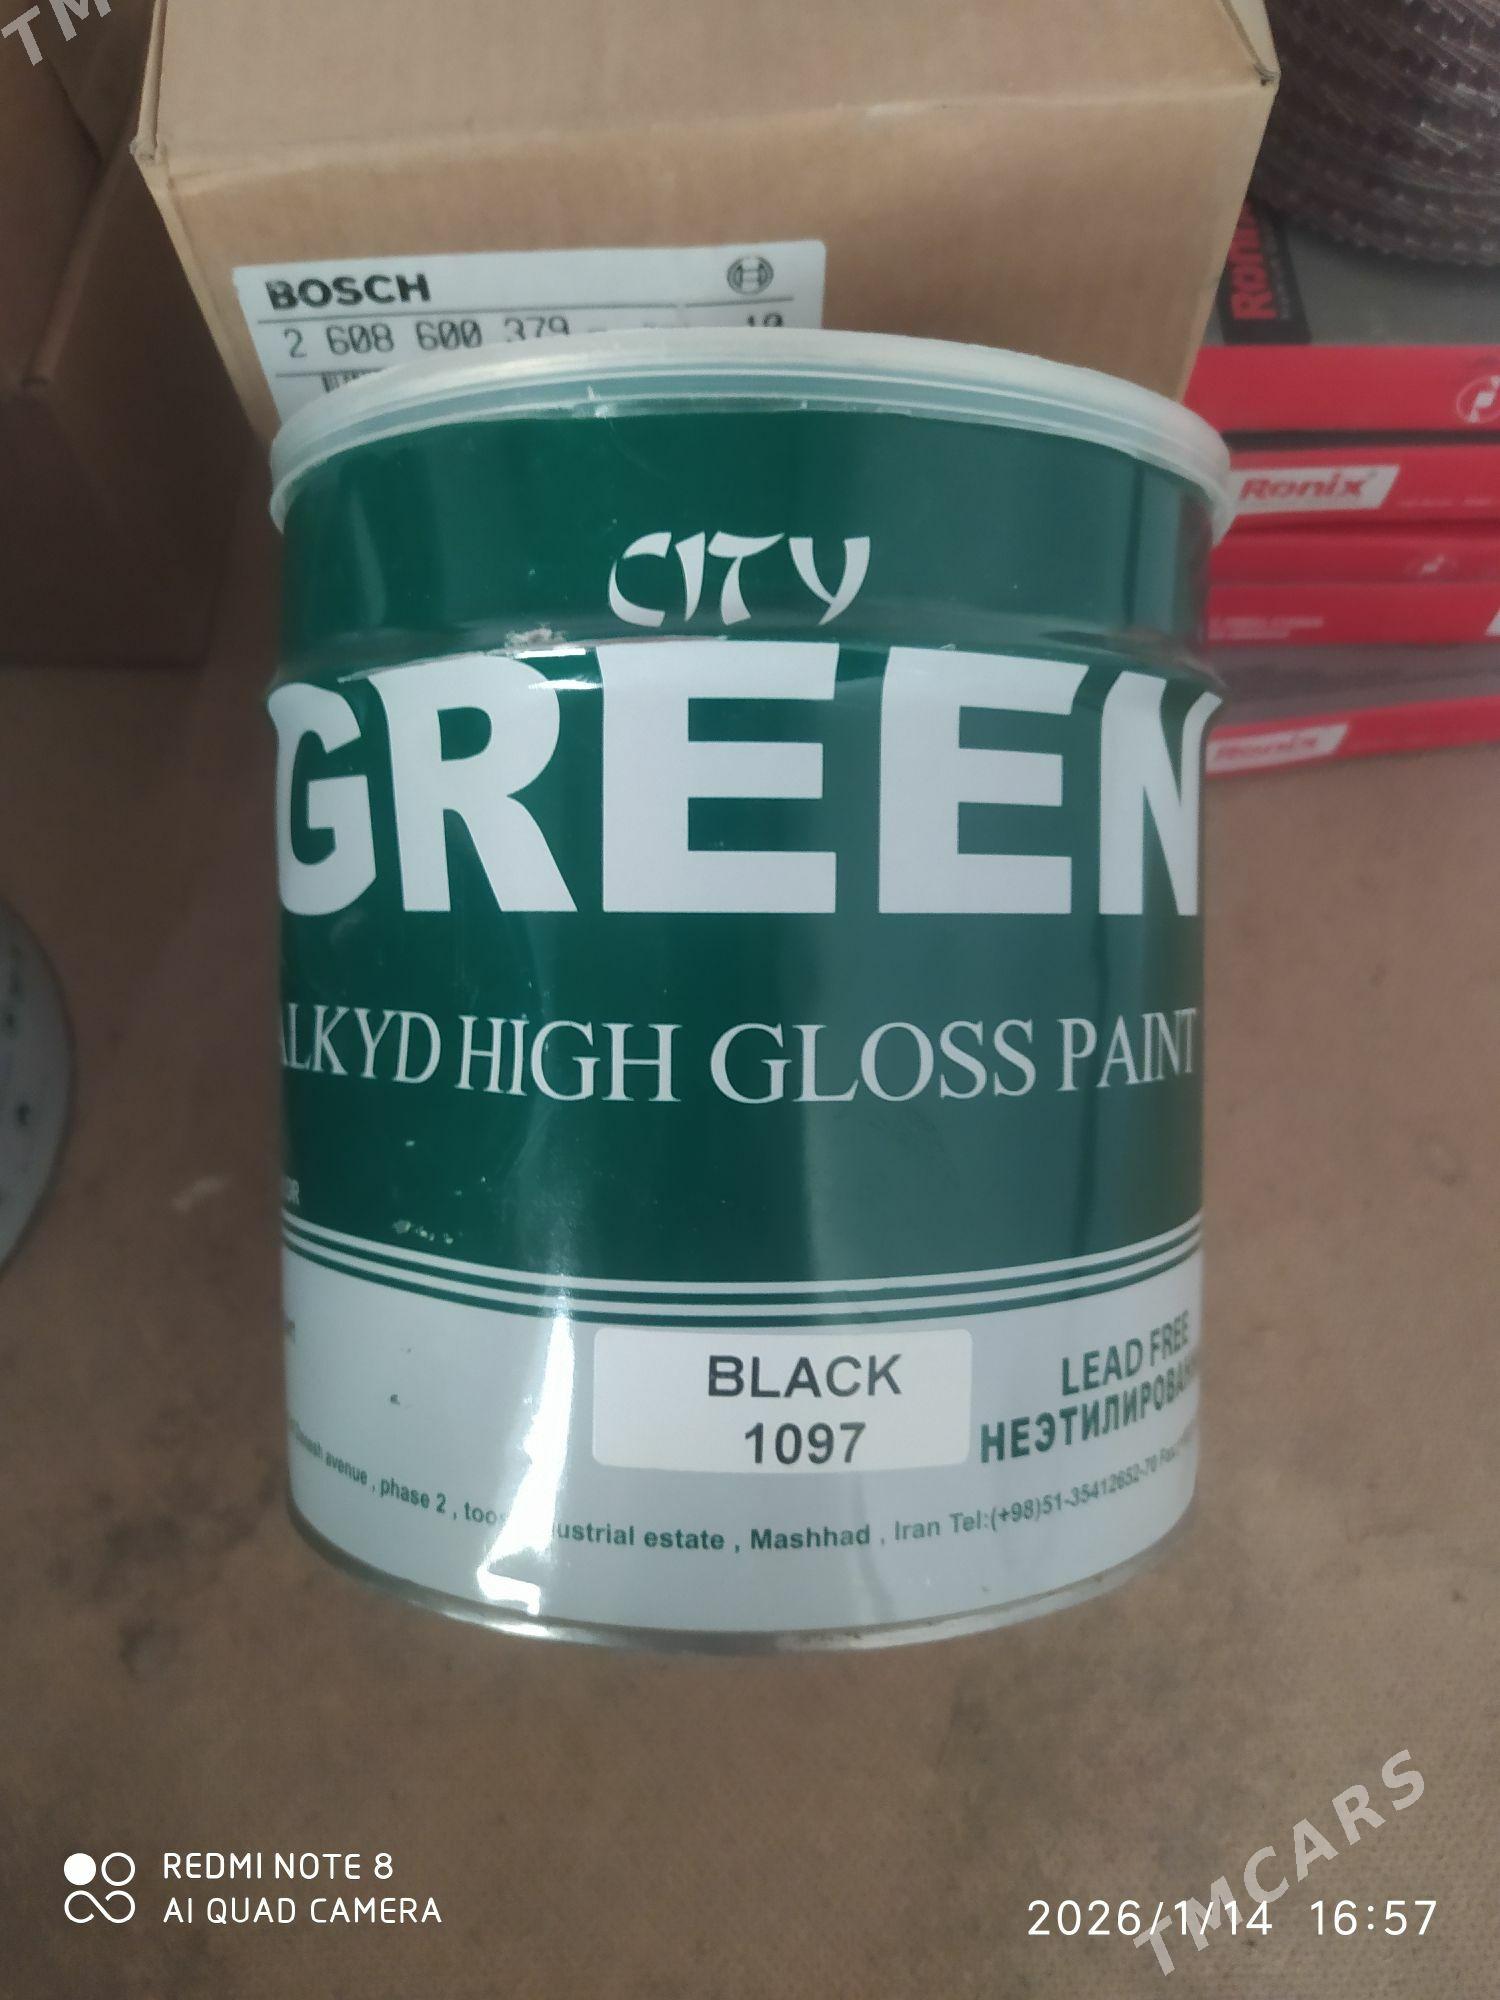 BOSCH
2 608 600 379
Ronix
Ronix
Ronix
CITY
GREEN
ALKYD HIGH GLOSS PAINT
BLACK
1097
LEAD FREE
avenue , phase 2 , estate , Mashhad , Iran Tel:(+98)51-35412652-70
REDMI NOTE 8
AI QUAD CAMERA
2026/1/14 16:57
TMCARS